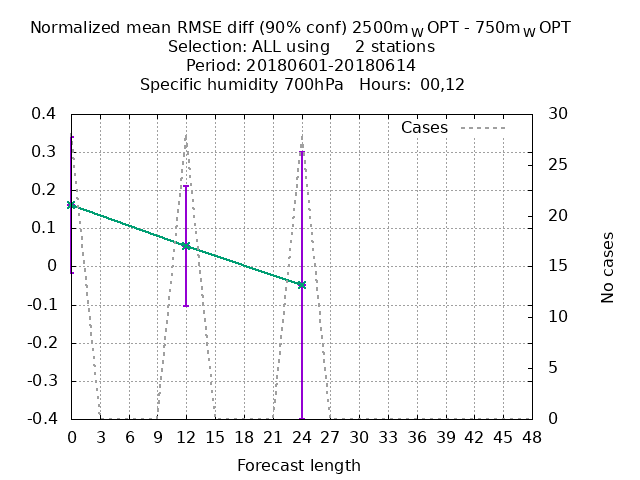 Normalized mean RMSE diff (90% conf) 2500m_W OPT - 750m_W OPT
Selection: ALL using 2 stations
Period: 20180601-20180614
Specific humidity 700hPa Hours: 00,12
Cases
0.4
0.3
0.2
0.1
0
-0.1
-0.2
-0.3
-0.4
30
25
20
15
10
5
0
No cases
0 3 6 9 12 15 18 21 24 27 30 33 36 39 42 45 48
Forecast length